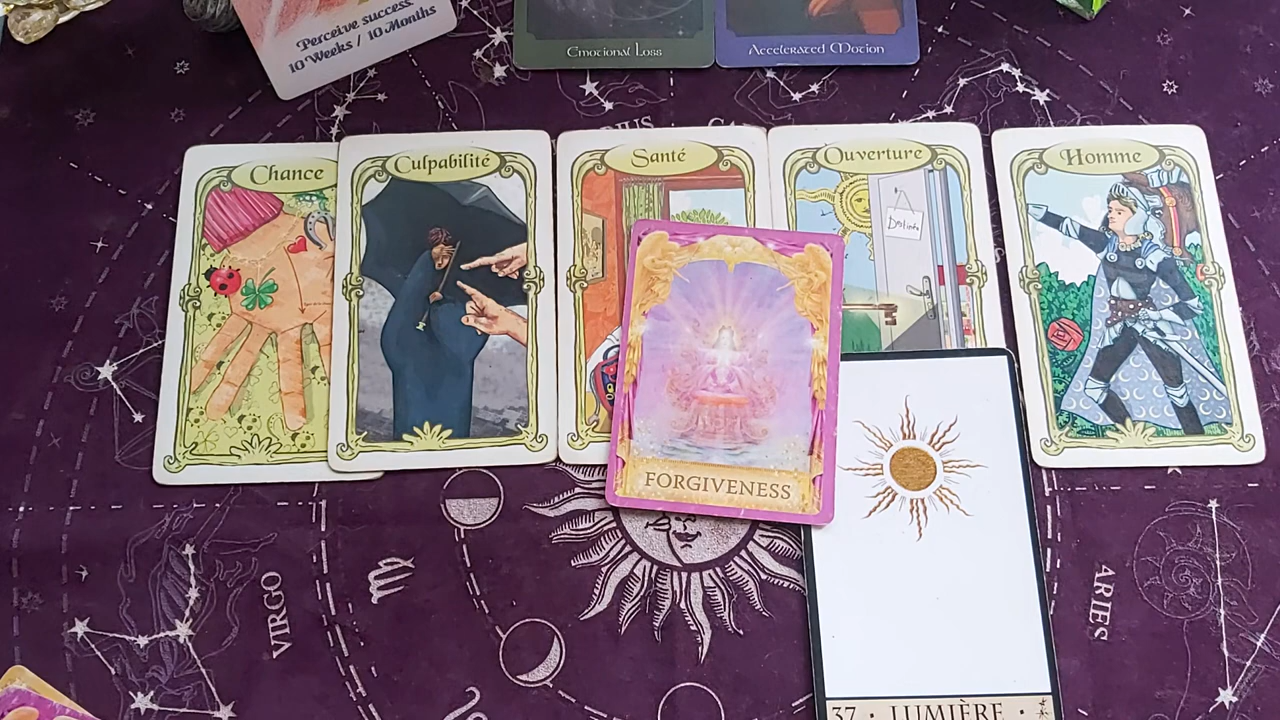 Perceive success.
10 Weeks / 10 Months
Emotional Loss
Accelerated Motion
Chance
Culpabilité
Santé
Ouverture
Homme
FORGIVENESS
VIRGO
ARIES
37 · LUMIÈRE ·